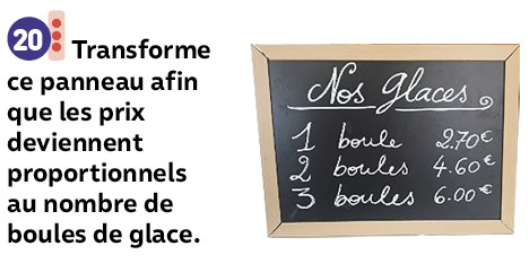 20 Transforme
ce panneau afin
que les prix
deviennent
proportionnels
au nombre de
boules de glace.
Nos Glaces
1 boule 2.70€
2 boules 4.60€
3 boules 6.00€